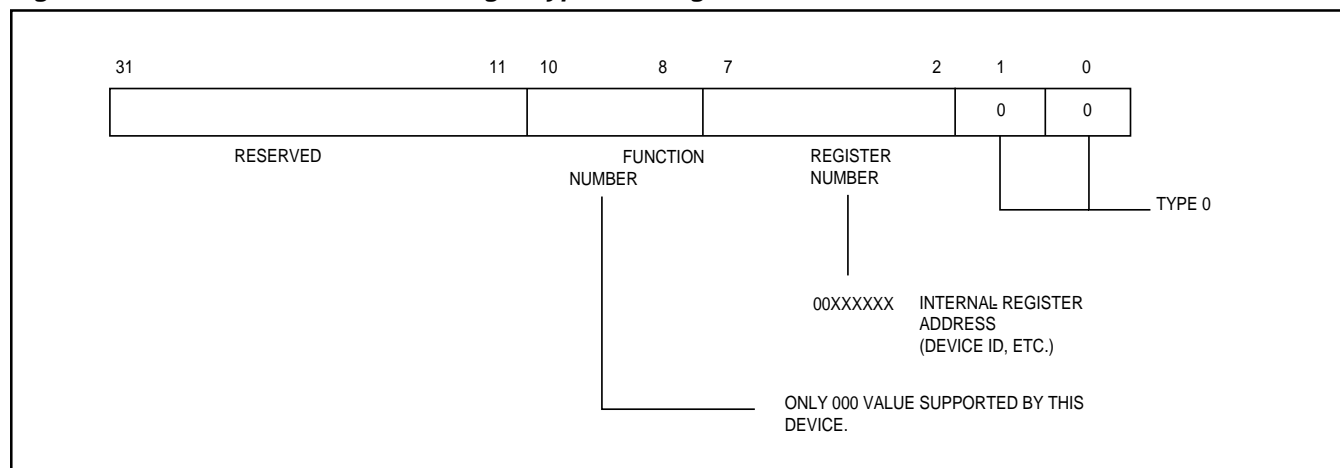 31 11 10 8 7 2 1 0
0 0
RESERVED FUNCTION REGISTER
NUMBER NUMBER
TYPE 0
00XXXXXX INTERNAL REGISTER
ADDRESS
(DEVICE ID, ETC.)
ONLY 000 VALUE SUPPORTED BY THIS
DEVICE.